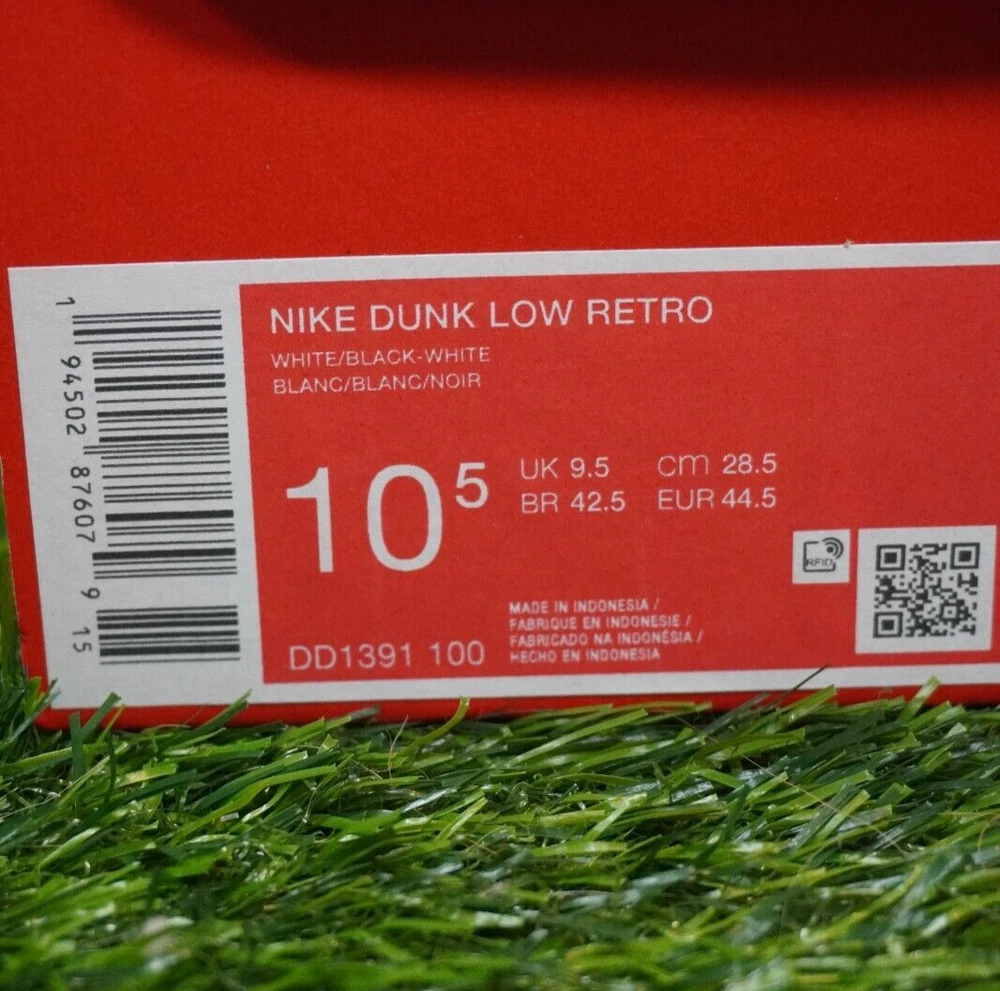 1 94502 87607 9 15
NIKE DUNK LOW RETRO
WHITE/BLACK-WHITE
BLANC/BLANC/NOIR
10 5
UK 9.5 cm 28.5
BR 42.5 EUR 44.5
RFID
MADE IN INDONESIA /
FABRIQUE EN INDONESIE /
FABRICADO NA INDONÉSIA /
HECHO EN INDONESIA
DD1391 100